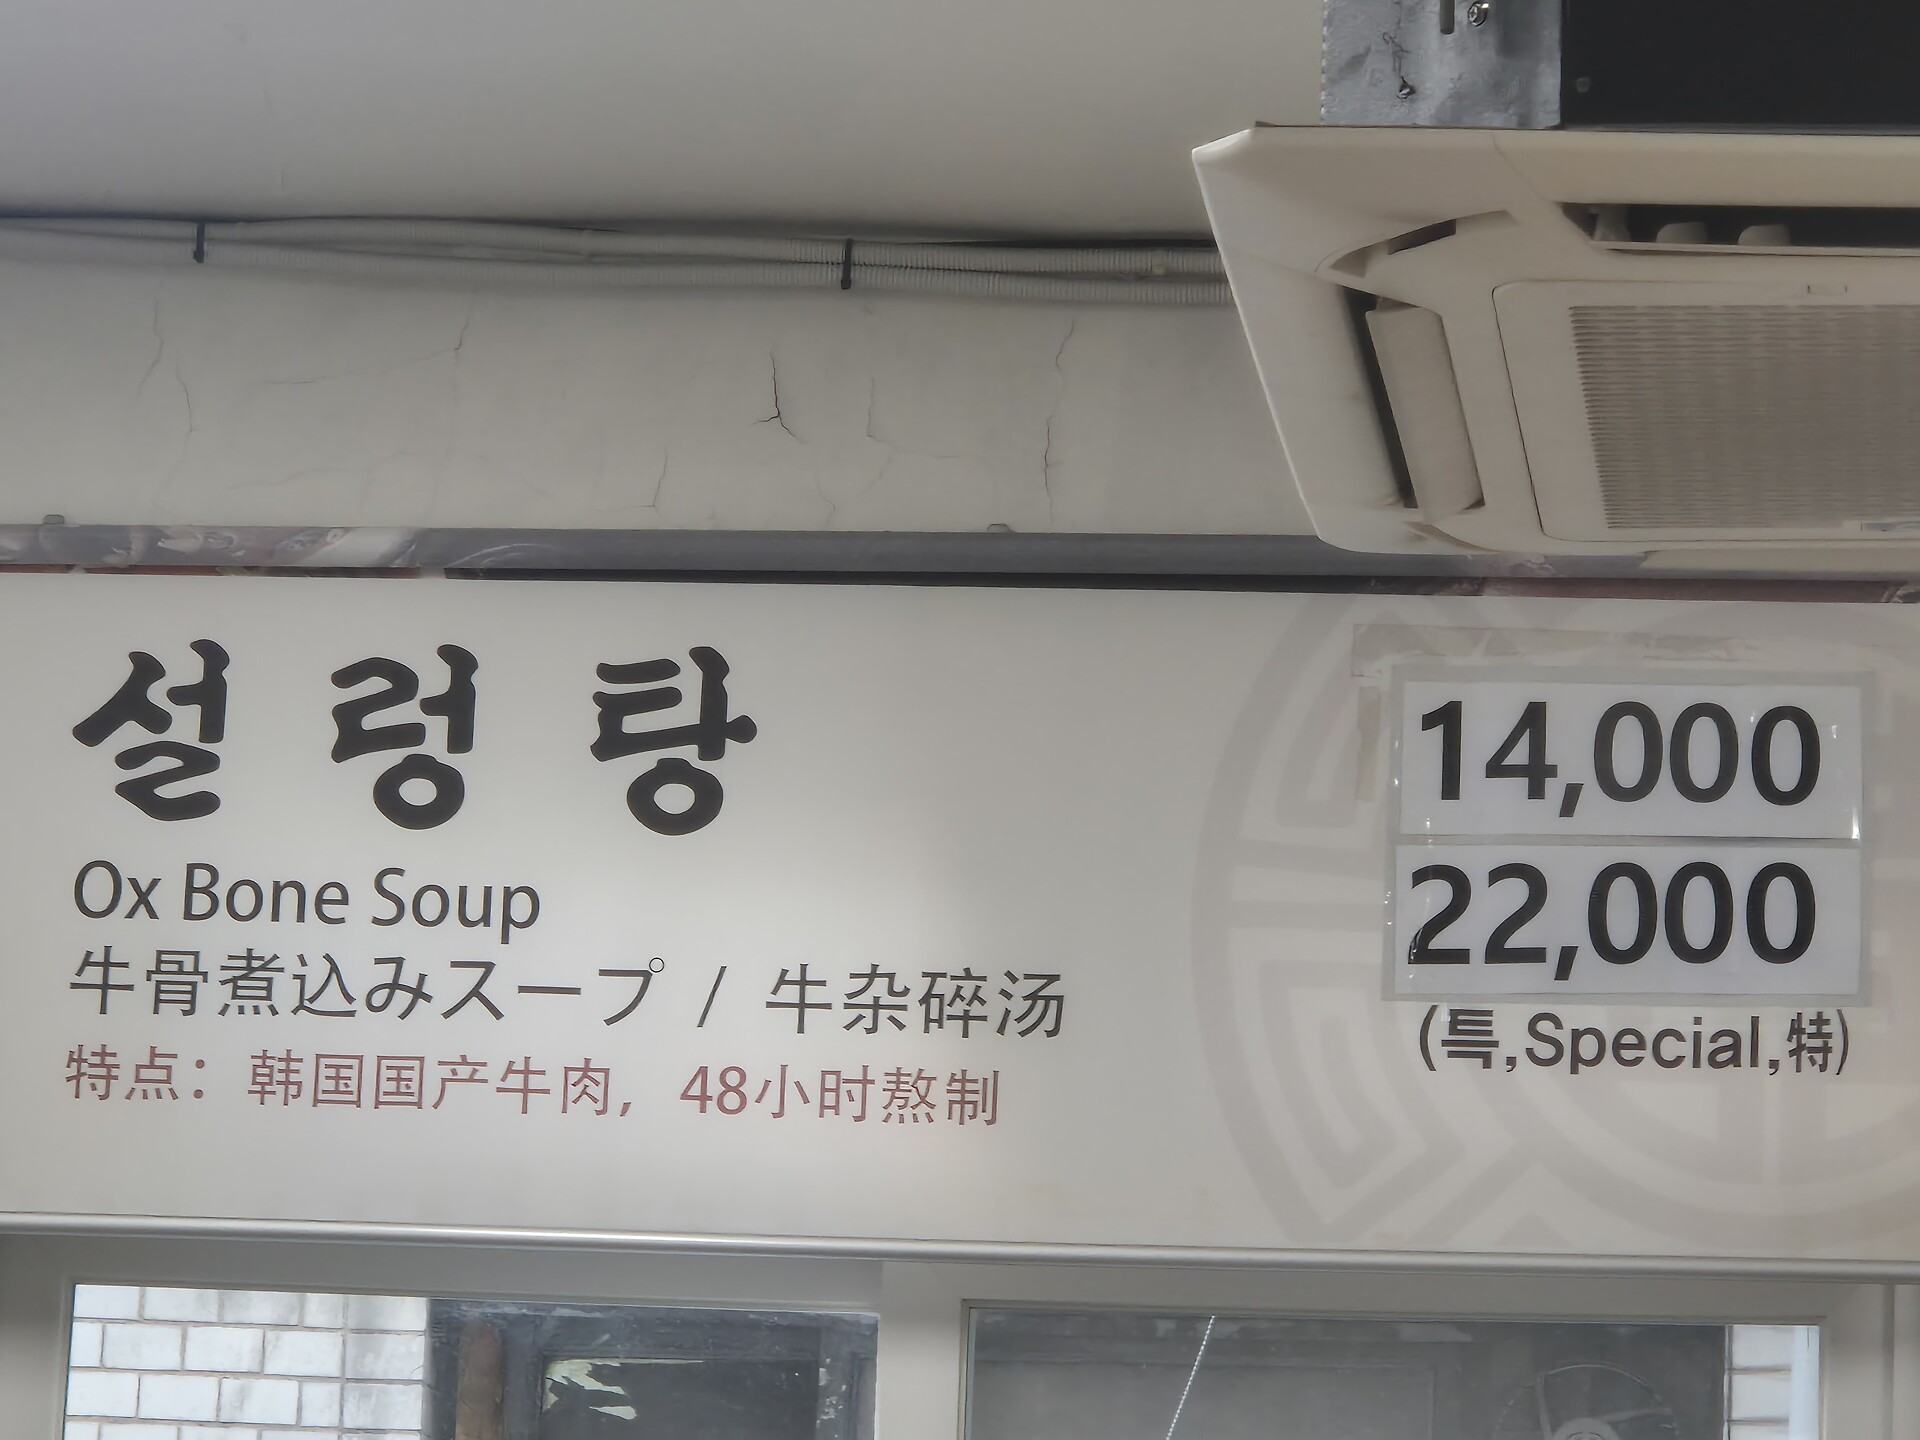 설렁탕
Ox Bone Soup
牛骨煮込みスープ / 牛杂碎汤
特点：韩国国产牛肉，48小时熬制
14,000
22,000
(특,Special,特)